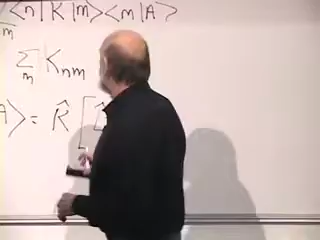 m ⟨n|K|m⟩⟨m|A⟩
∑ K_nm
m
A⟩ = K̂ [